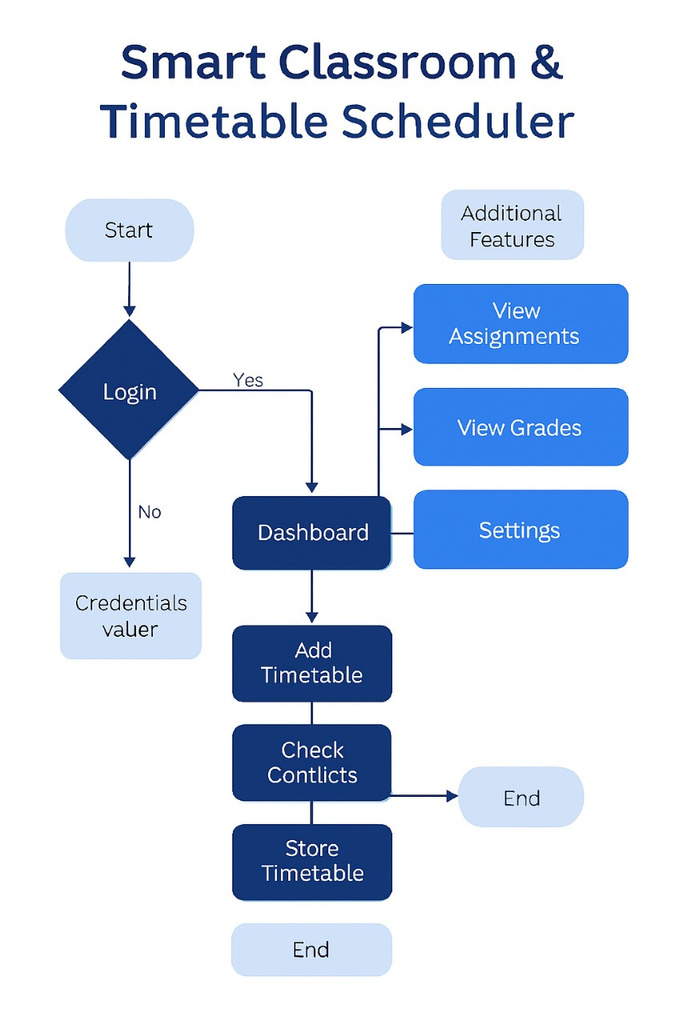 Smart Classroom &
Timetable Scheduler
Start
Additional
Features
View
Assignments
Login
Yes
View Grades
No
Dashboard
Settings
Credentials
valuer
Add
Timetable
Check
Contlicts
End
Store
Timetable
End